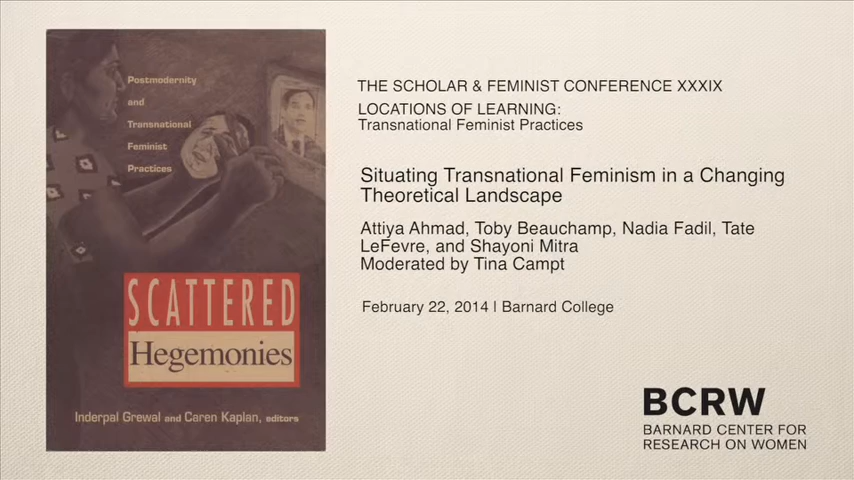 Postmodernity
and
Transnational
Feminist
Practices
SCATTERED
Hegemonies
Inderpal Grewal and Caren Kaplan, editors
THE SCHOLAR & FEMINIST CONFERENCE XXXIX
LOCATIONS OF LEARNING:
Transnational Feminist Practices
Situating Transnational Feminism in a Changing
Theoretical Landscape
Attiya Ahmad, Toby Beauchamp, Nadia Fadil, Tate
LeFevre, and Shayoni Mitra
Moderated by Tina Campt
February 22, 2014 | Barnard College
BCRW
BARNARD CENTER FOR
RESEARCH ON WOMEN